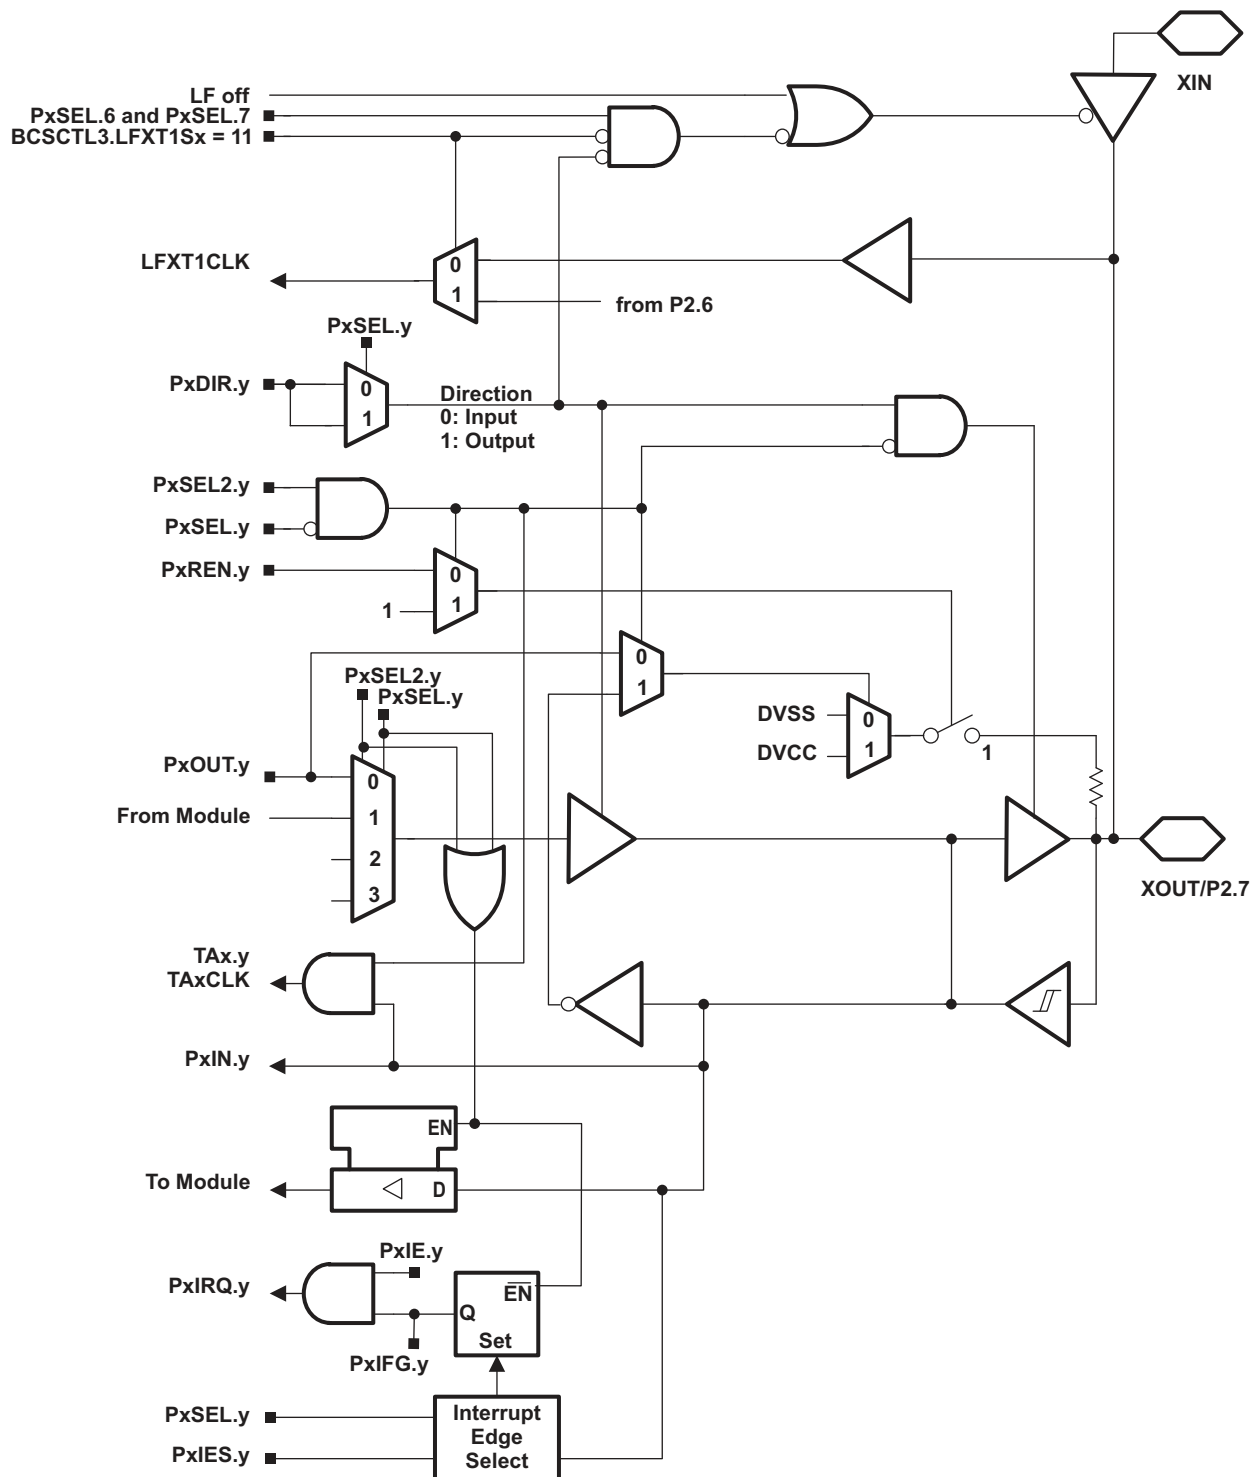 XIN
LF off
PxSEL.6 and PxSEL.7
BCSCTL3.LFXT1Sx = 11
LFXT1CLK
0
1
from P2.6
PxSEL.y
PxDIR.y
0
1
Direction
0: Input
1: Output
PxSEL2.y
PxSEL.y
PxREN.y
0
1
1
0
1
PxSEL2.y
PxSEL.y
DVSS
DVCC
0
1
1
PxOUT.y
From Module
0
1
2
3
XOUT/P2.7
TAx.y
TAxCLK
PxIN.y
EN
To Module
D
PxIE.y
PxIRQ.y
EN
Q
Set
PxIFG.y
PxSEL.y
PxIES.y
Interrupt
Edge
Select